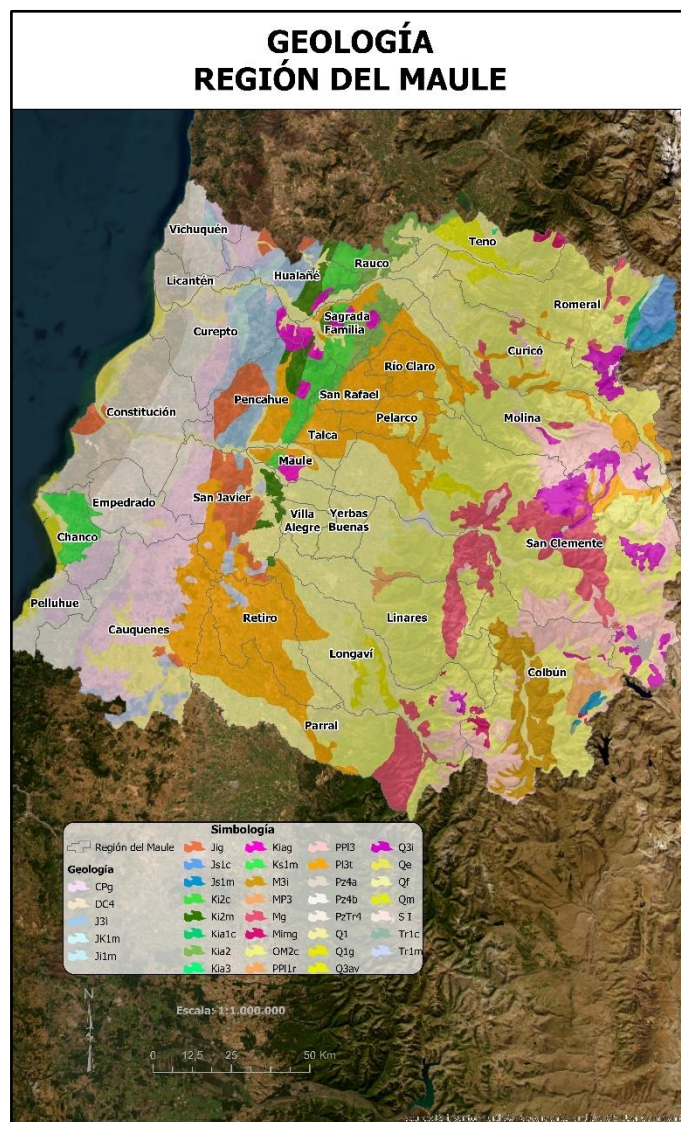 GEOLOGÍA
REGIÓN DEL MAULE
Vichuquén
Teno
Rauco
Hualañé
Licantén
Romeral
Sagrada
Familia
Curepto
Curicó
Río Claro
Pencahue
San Rafael
Constitución
Pelarco
Molina
Talca
Maule
Empedrado
San Javier
Villa
Alegre
Yerbas
Buenas
Chanco
San Clemente
Pelluhue
Cauquenes
Retiro
Linares
Longaví
Colbún
Parral
Simbología
Región del Maule
Geología
CPg
DC4
J3i
JK1m
Ji1m
Jig
Js1c
Js1m
Ki2c
Ki2m
Kia1c
Kia2
Kia3
Kiag
Ks1m
M3i
MP3
Mg
Mimg
OM2c
PPl1r
PPl3
Pl3t
Pz4a
Pz4b
PzTr4
Q1
Q1g
Q3av
Q3i
Qe
Qf
Qm
S I
Tr1c
Tr1m
N
Escala: 1:1.000.000
0 12,5 25 50 Km